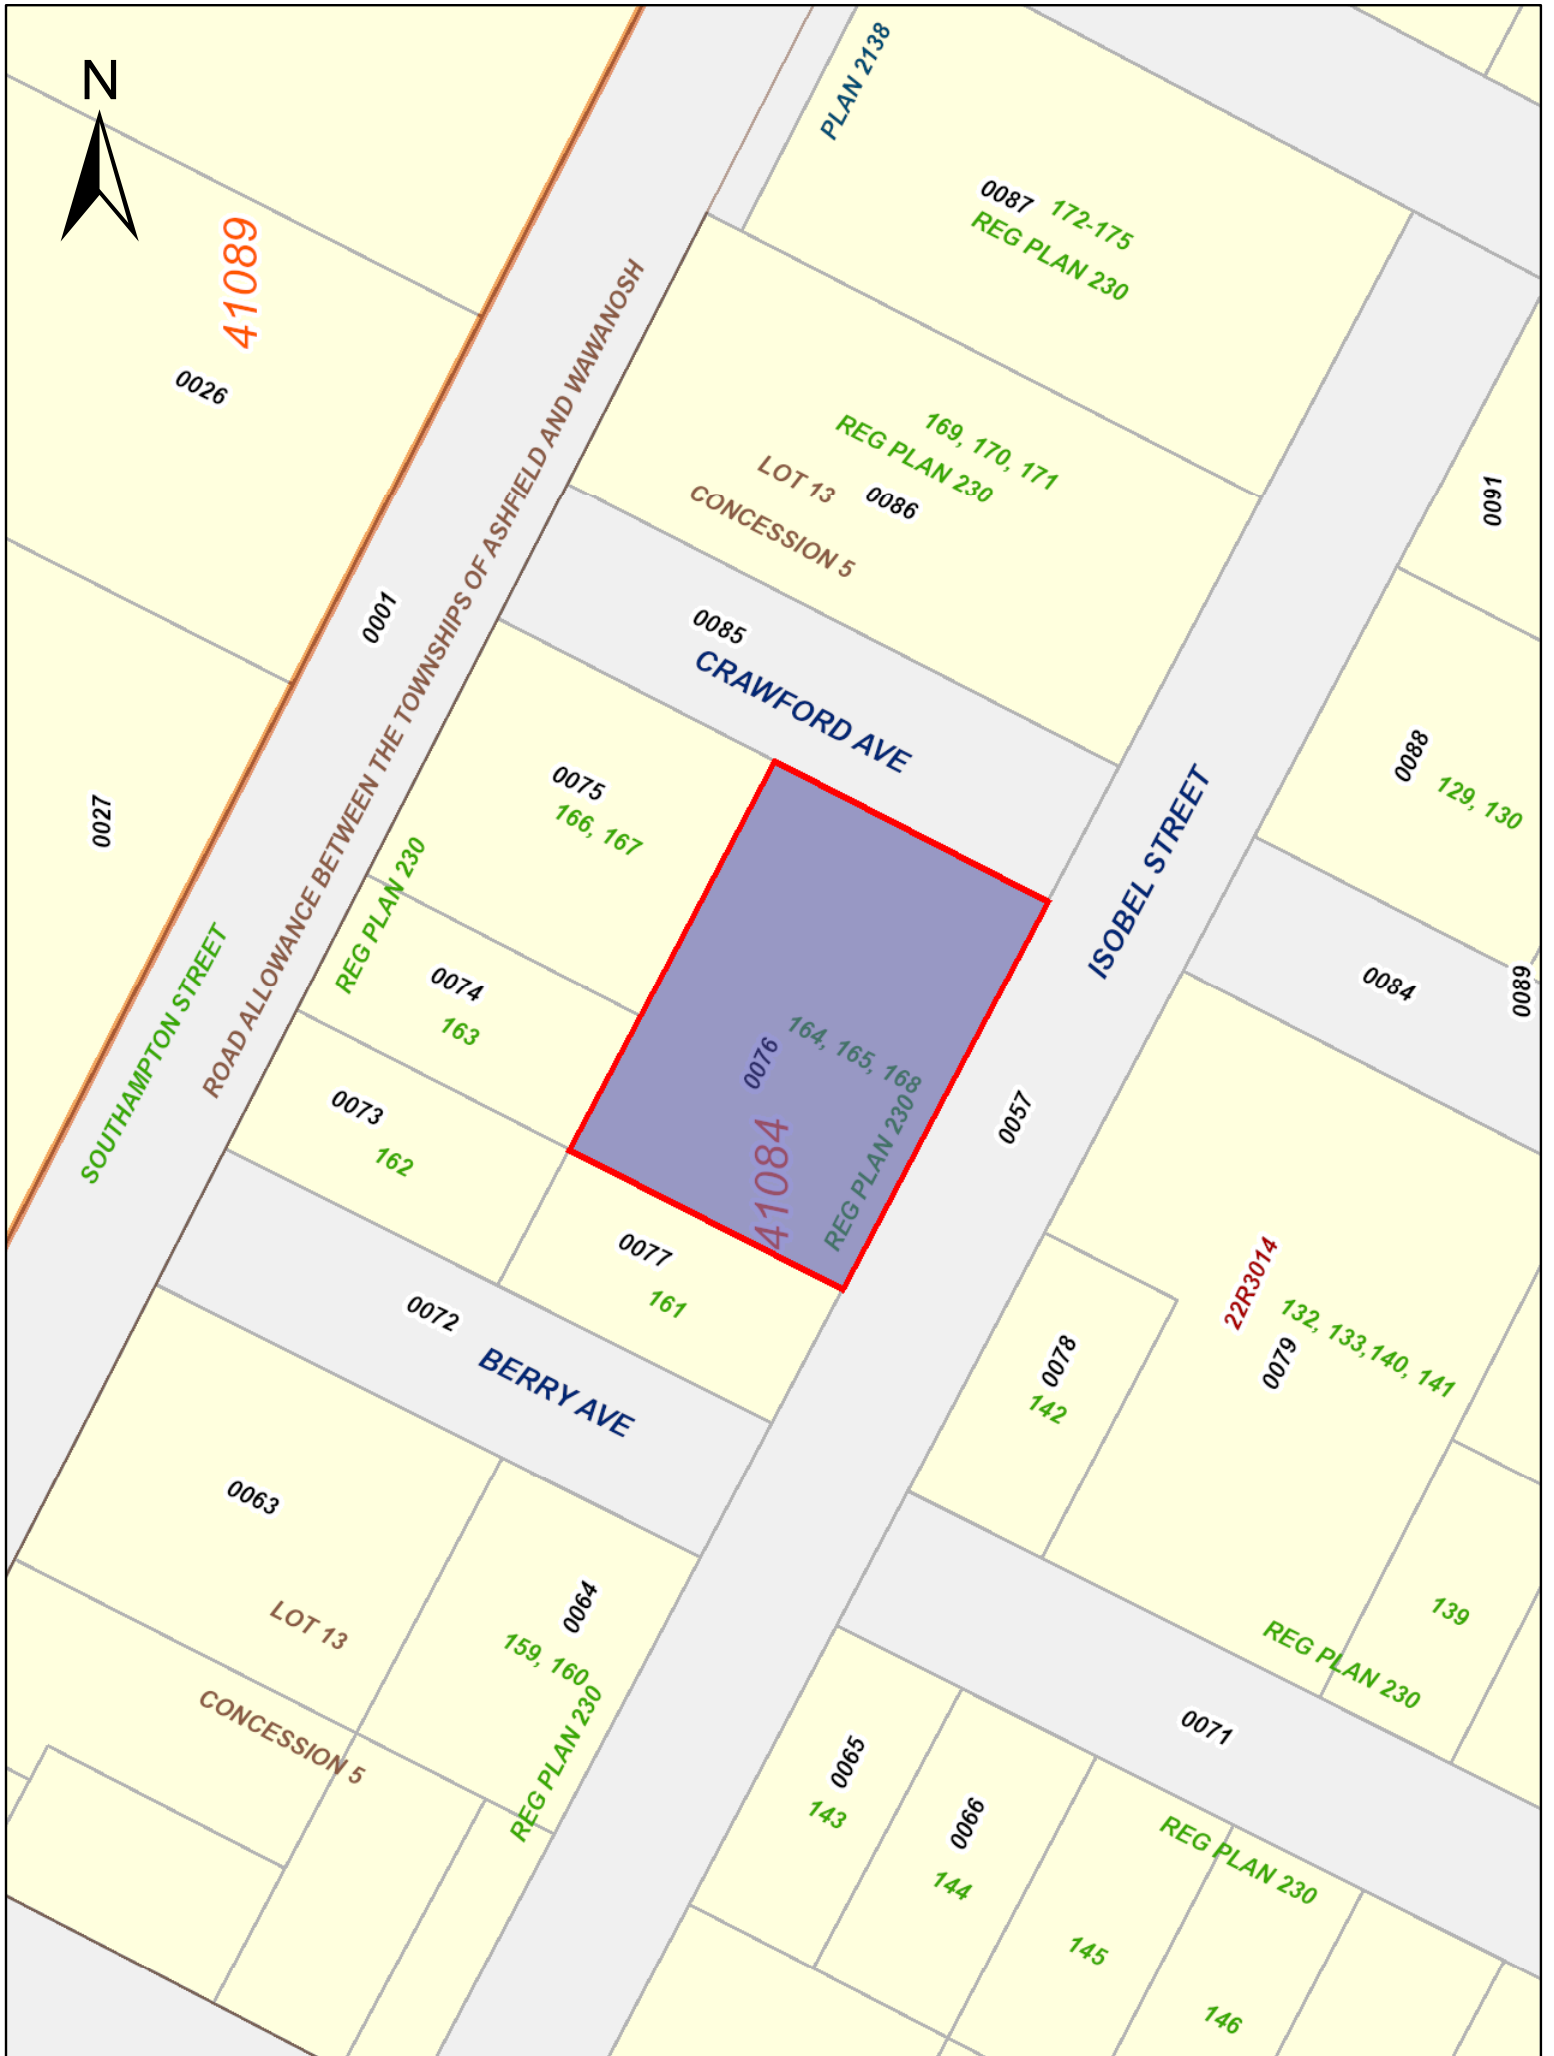 PLAN 2138
N
0087
172-175
REG PLAN 230
41089
0026
169, 170, 171
REG PLAN 230
LOT 13
0086
CONCESSION 5
0091
0001
ROAD ALLOWANCE BETWEEN THE TOWNSHIPS OF ASHFIELD AND WAWANOSH
0085
CRAWFORD AVE
0088
129, 130
0027
0075
166, 167
REG PLAN 230
ISOBEL STREET
0084
0089
SOUTHAMPTON STREET
0074
163
0076
164, 165, 168
REG PLAN 230
41084
0057
0073
162
0077
161
22R3014
132, 133,140, 141
0079
0078
142
0072
BERRY AVE
0063
LOT 13
CONCESSION 5
0064
159, 160
REG PLAN 230
139
REG PLAN 230
0071
0065
143
0066
144
REG PLAN 230
145
146